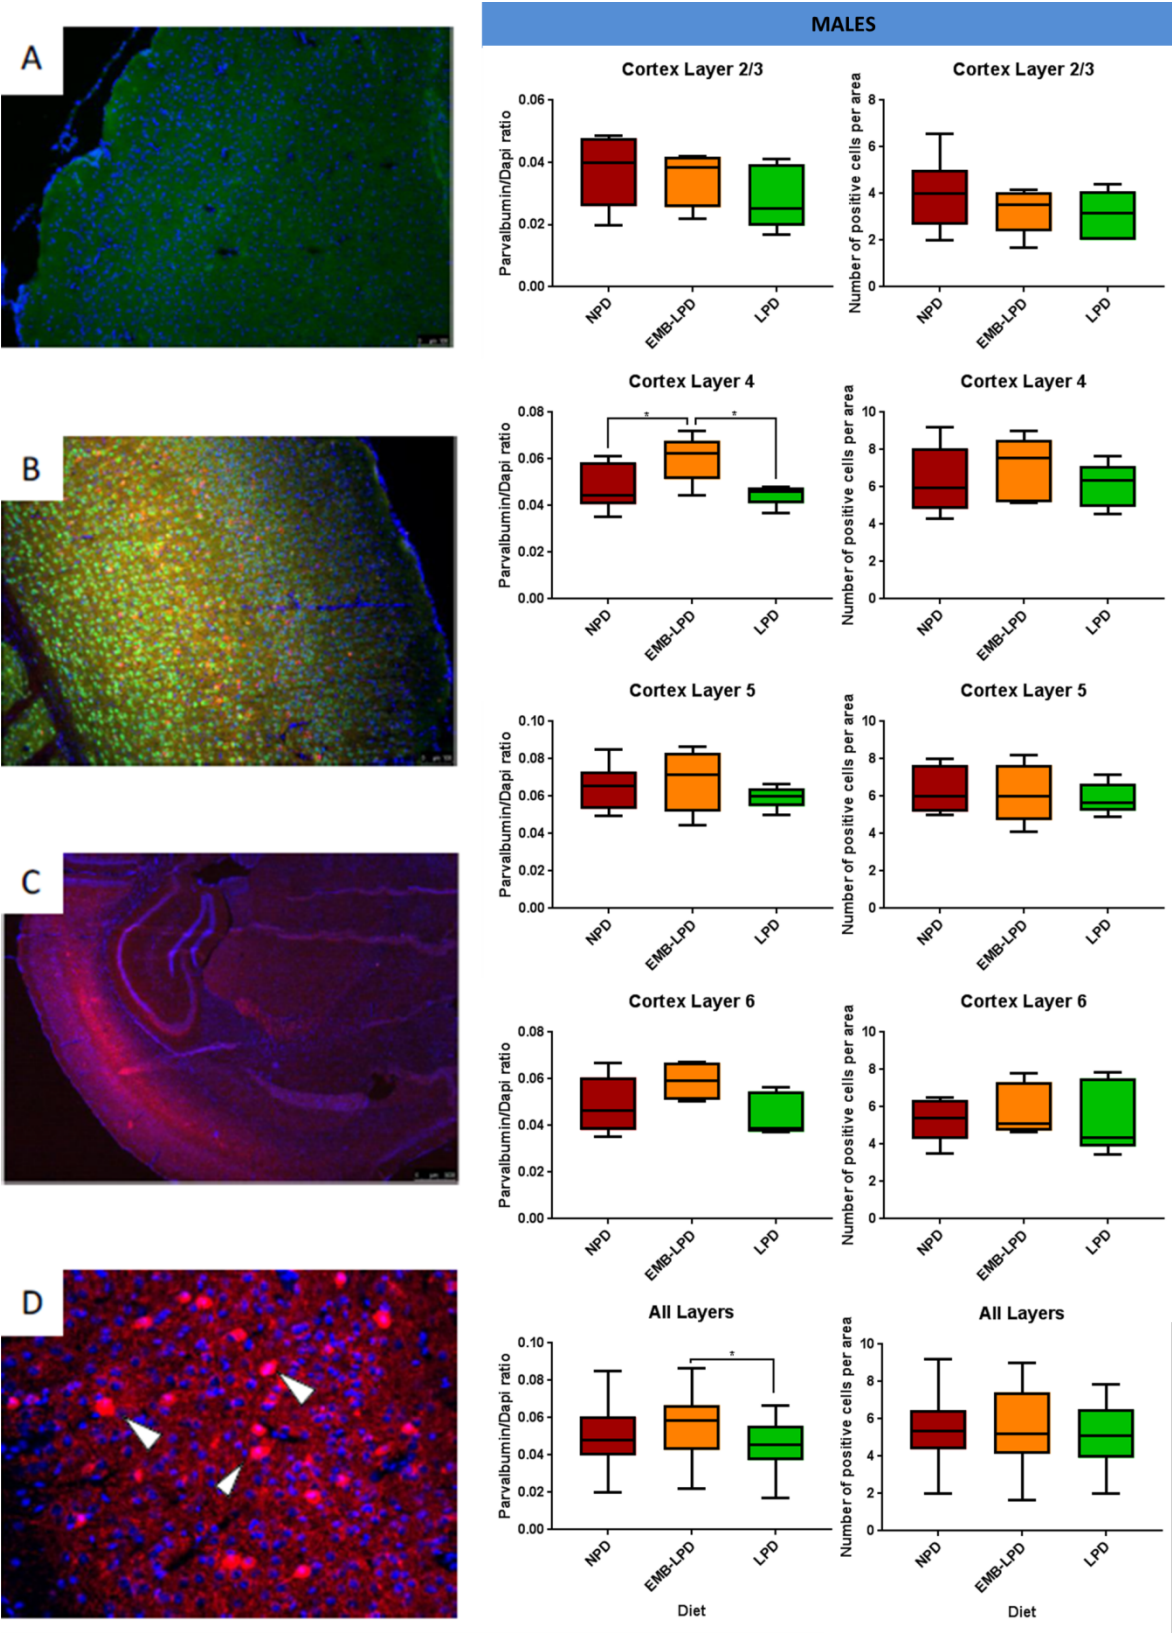 MALES
A
B
C
D
Cortex Layer 2/3
Parvalbumin/Dapi ratio
0.06
0.04
0.02
0.00
NPD
EMB-LPD
LPD
Cortex Layer 2/3
Number of positive cells per area
8
6
4
2
0
NPD
EMB-LPD
LPD
Cortex Layer 4
Parvalbumin/Dapi ratio
0.08
0.06
0.04
0.02
0.00
*
*
NPD
EMB-LPD
LPD
Cortex Layer 4
Number of positive cells per area
10
8
6
4
2
0
NPD
EMB-LPD
LPD
Cortex Layer 5
Parvalbumin/Dapi ratio
0.10
0.08
0.06
0.04
0.02
0.00
NPD
EMB-LPD
LPD
Cortex Layer 5
Number of positive cells per area
10
8
6
4
2
0
NPD
EMB-LPD
LPD
Cortex Layer 6
Parvalbumin/Dapi ratio
0.08
0.06
0.04
0.02
0.00
NPD
EMB-LPD
LPD
Cortex Layer 6
Number of positive cells per area
10
8
6
4
2
0
NPD
EMB-LPD
LPD
All Layers
Parvalbumin/Dapi ratio
0.10
0.08
0.06
0.04
0.02
0.00
*
NPD
EMB-LPD
LPD
Diet
All Layers
Number of positive cells per area
10
8
6
4
2
0
NPD
EMB-LPD
LPD
Diet